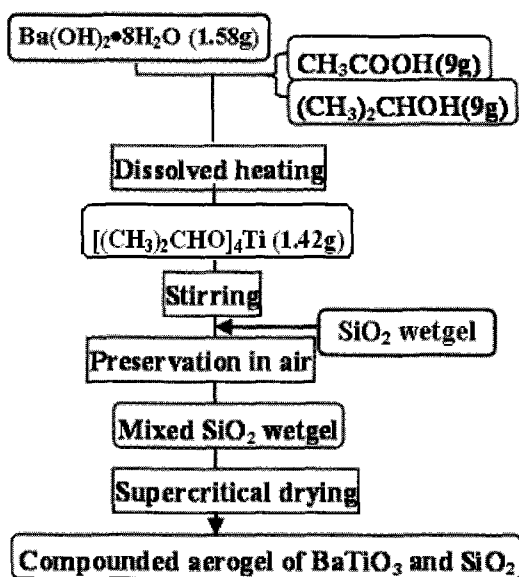 Ba(OH)₂•8H₂O (1.58g)
CH₃COOH(9g)
(CH₃)₂CHOH(9g)
Dissolved heating
[(CH₃)₂CHO]₄Ti (1.42g)
Stirring
SiO₂ wetgel
Preservation in air
Mixed SiO₂ wetgel
Supercritical drying
Compounded aerogel of BaTiO₃ and SiO₂